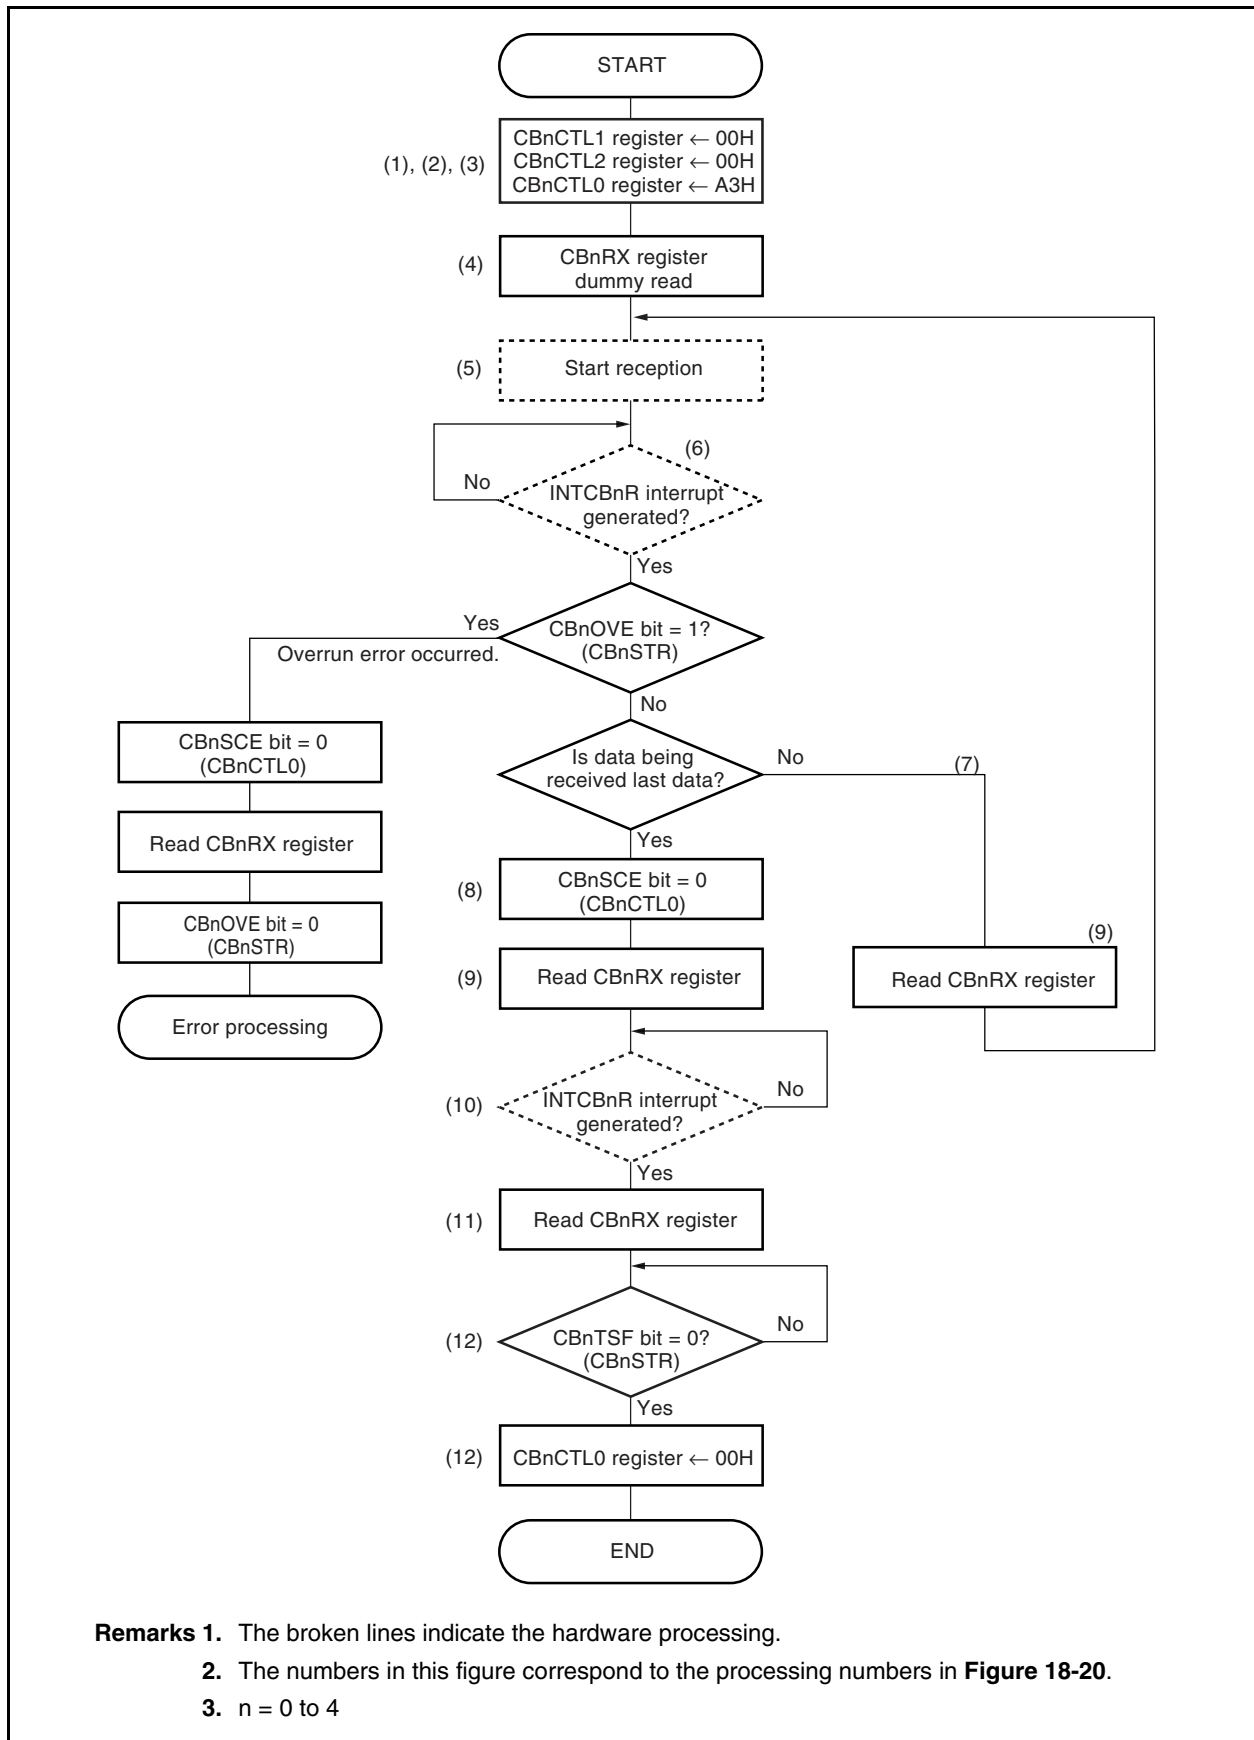 START
(1), (2), (3)
CBnCTL1 register ← 00H
CBnCTL2 register ← 00H
CBnCTL0 register ← A3H
(4)
CBnRX register
dummy read
(5)
Start reception
(6)
No
INTCBnR interrupt
generated?
Yes
Yes
CBnOVE bit = 1?
(CBnSTR)
Overrun error occurred.
No
CBnSCE bit = 0
(CBnCTL0)
Is data being
received last data?
No
(7)
Yes
Read CBnRX register
(8)
CBnSCE bit = 0
(CBnCTL0)
CBnOVE bit = 0
(CBnSTR)
(9)
Read CBnRX register
(9)
Read CBnRX register
Error processing
(10)
INTCBnR interrupt
generated?
No
Yes
(11)
Read CBnRX register
(12)
CBnTSF bit = 0?
(CBnSTR)
No
Yes
(12)
CBnCTL0 register ← 00H
END
Remarks 1. The broken lines indicate the hardware processing.
2. The numbers in this figure correspond to the processing numbers in Figure 18-20.
3. n = 0 to 4